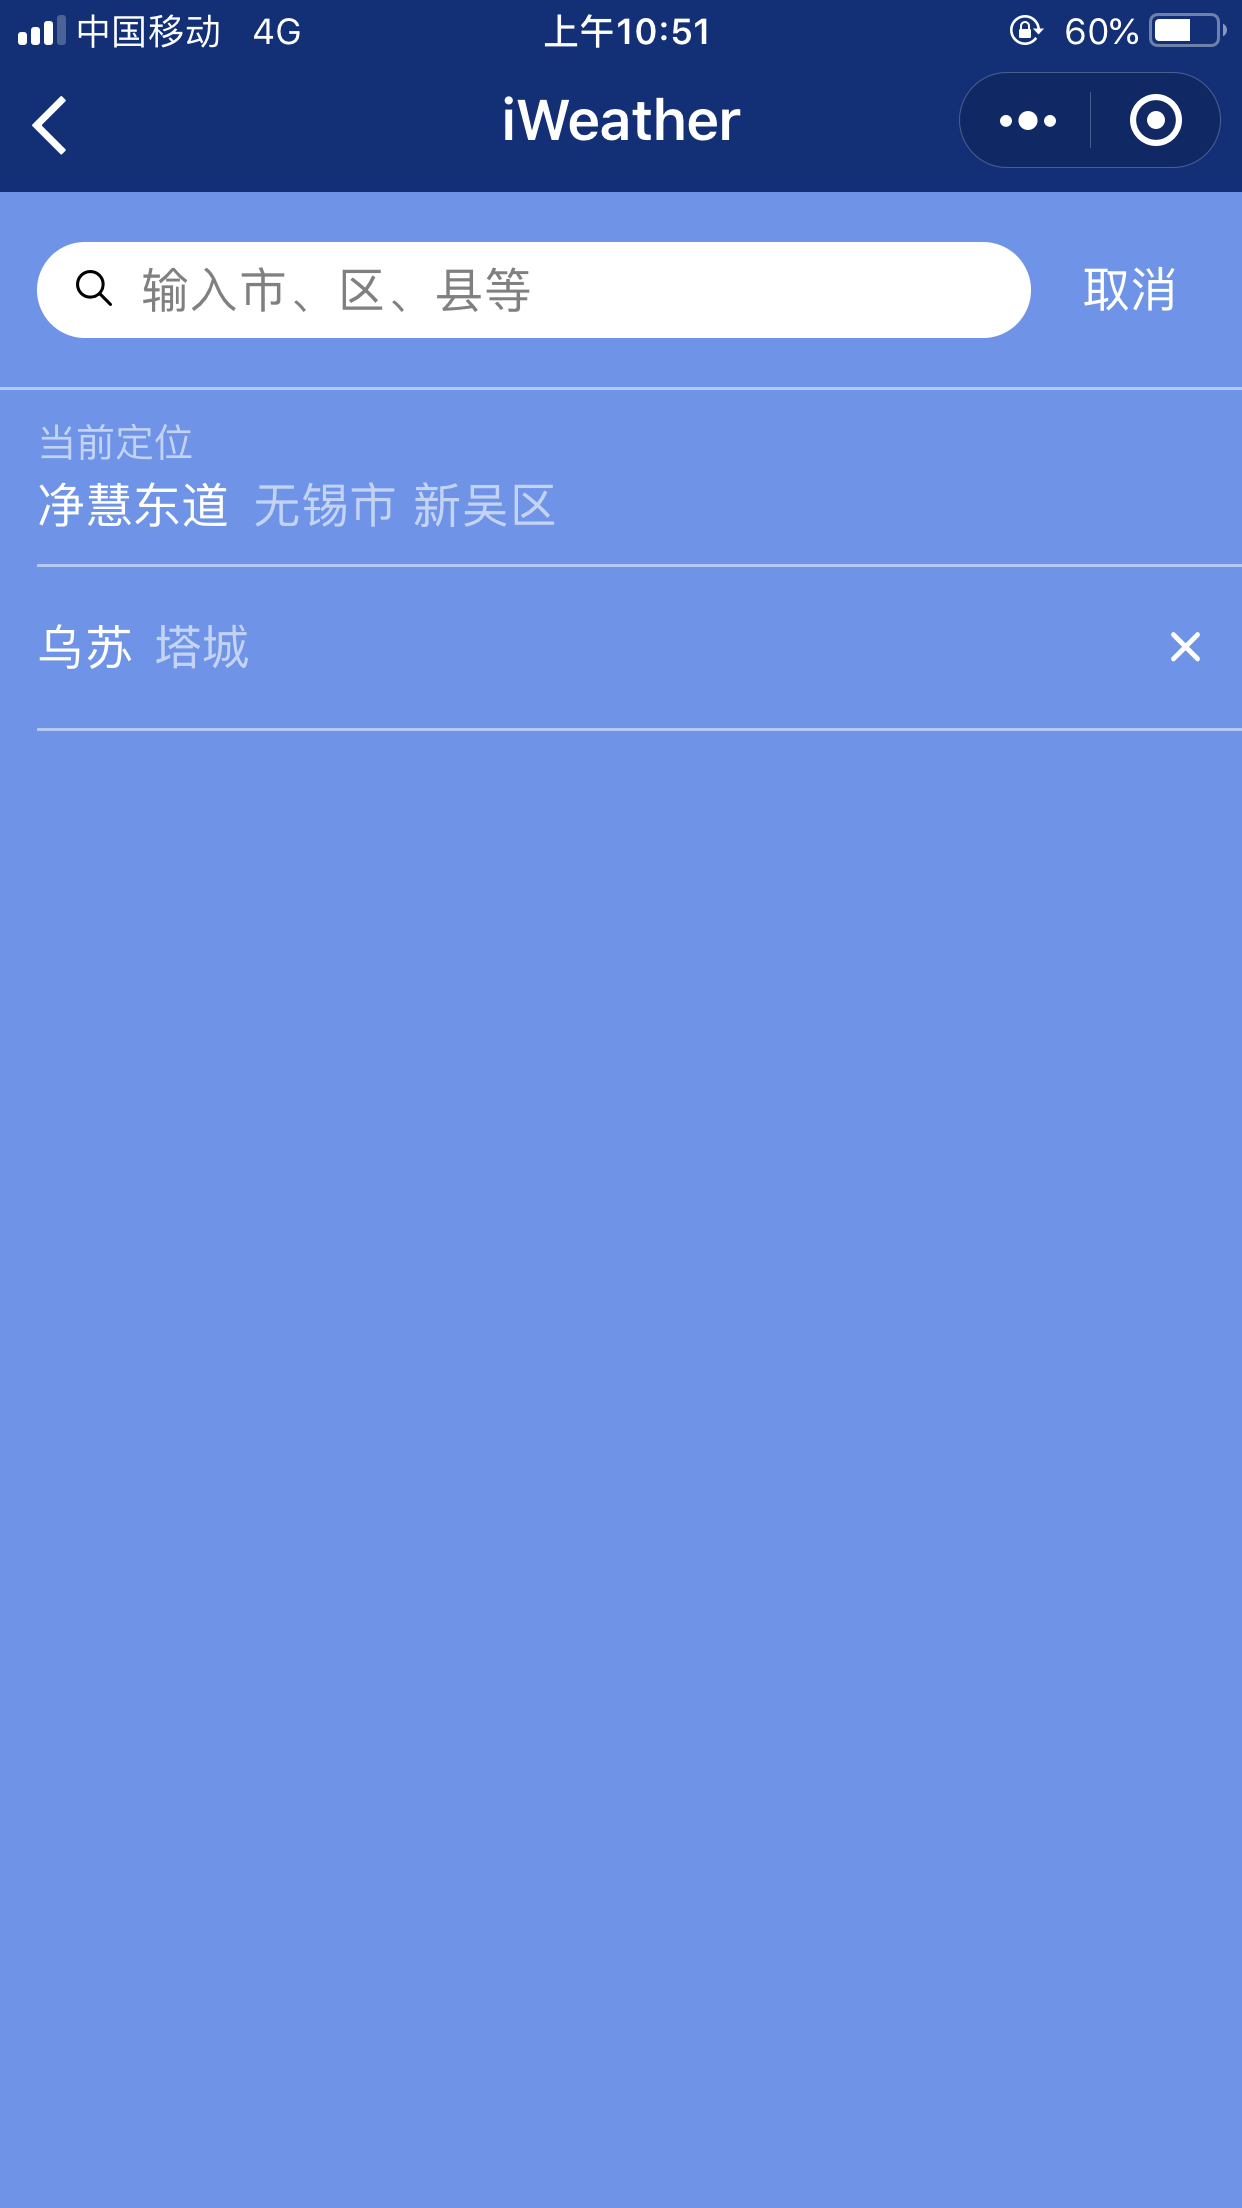 中国移动 4G 上午10:51 60%
iWeather
输入市、区、县等 取消
当前定位
净慧东道 无锡市 新吴区
乌苏 塔城